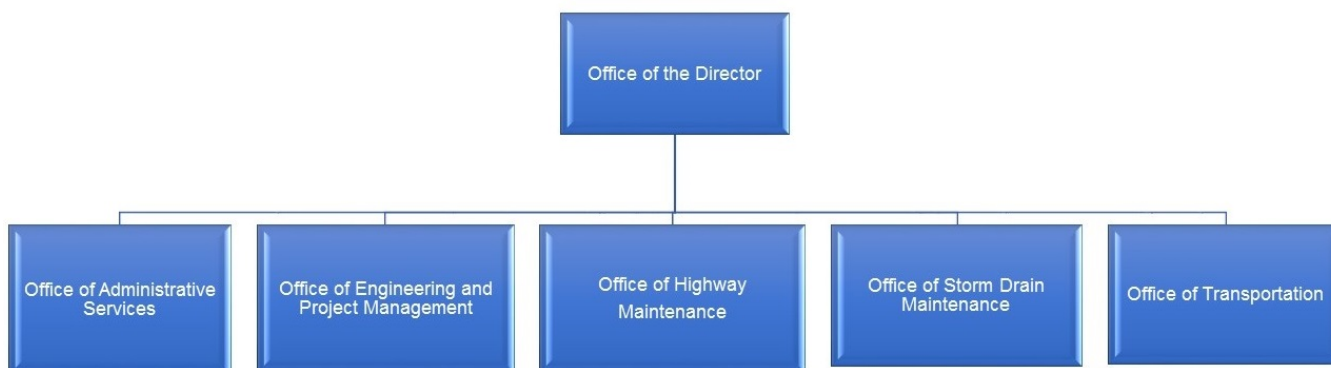 Office of the Director
Office of Administrative
Services
Office of Engineering and
Project Management
Office of Highway
Maintenance
Office of Storm Drain
Maintenance
Office of Transportation